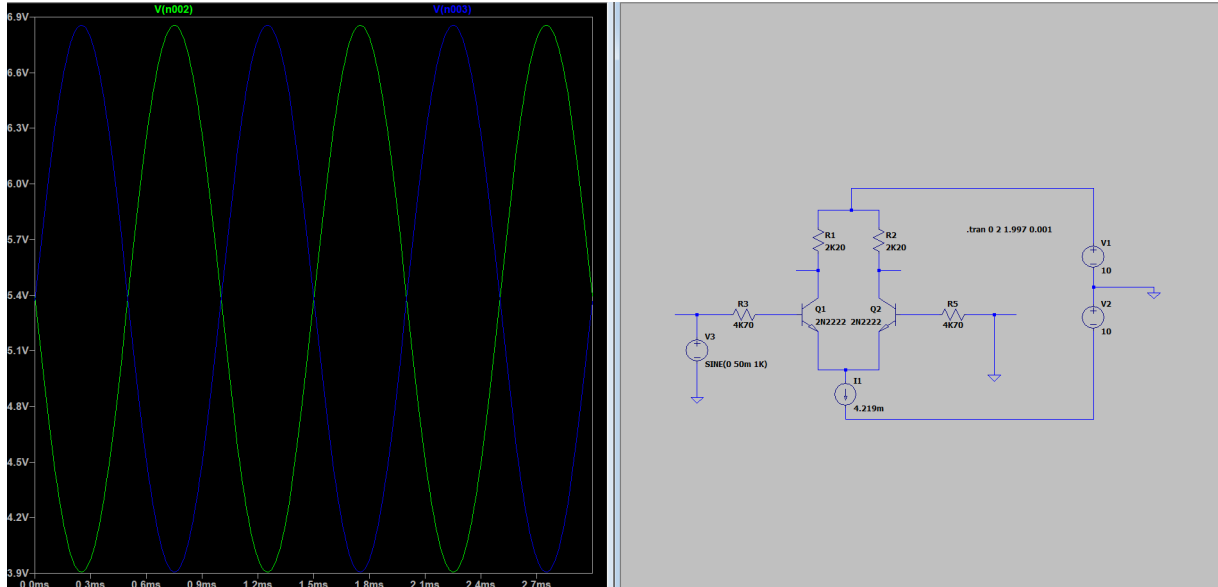 V(n002) V(n003)
6.9V
6.6V
6.3V
6.0V
5.7V
5.4V
5.1V
4.8V
4.5V
4.2V
3.9V
0.0ms 0.3ms 0.6ms 0.9ms 1.2ms 1.5ms 1.8ms 2.1ms 2.4ms 2.7ms
.tran 0 2 1.997 0.001
R1
2K20
R2
2K20
V1
+
−
10
R3
4K70
Q1
2N2222
Q2
2N2222
R5
4K70
V2
+
−
10
V3
+
−
SINE(0 50m 1K)
I1
4.219m